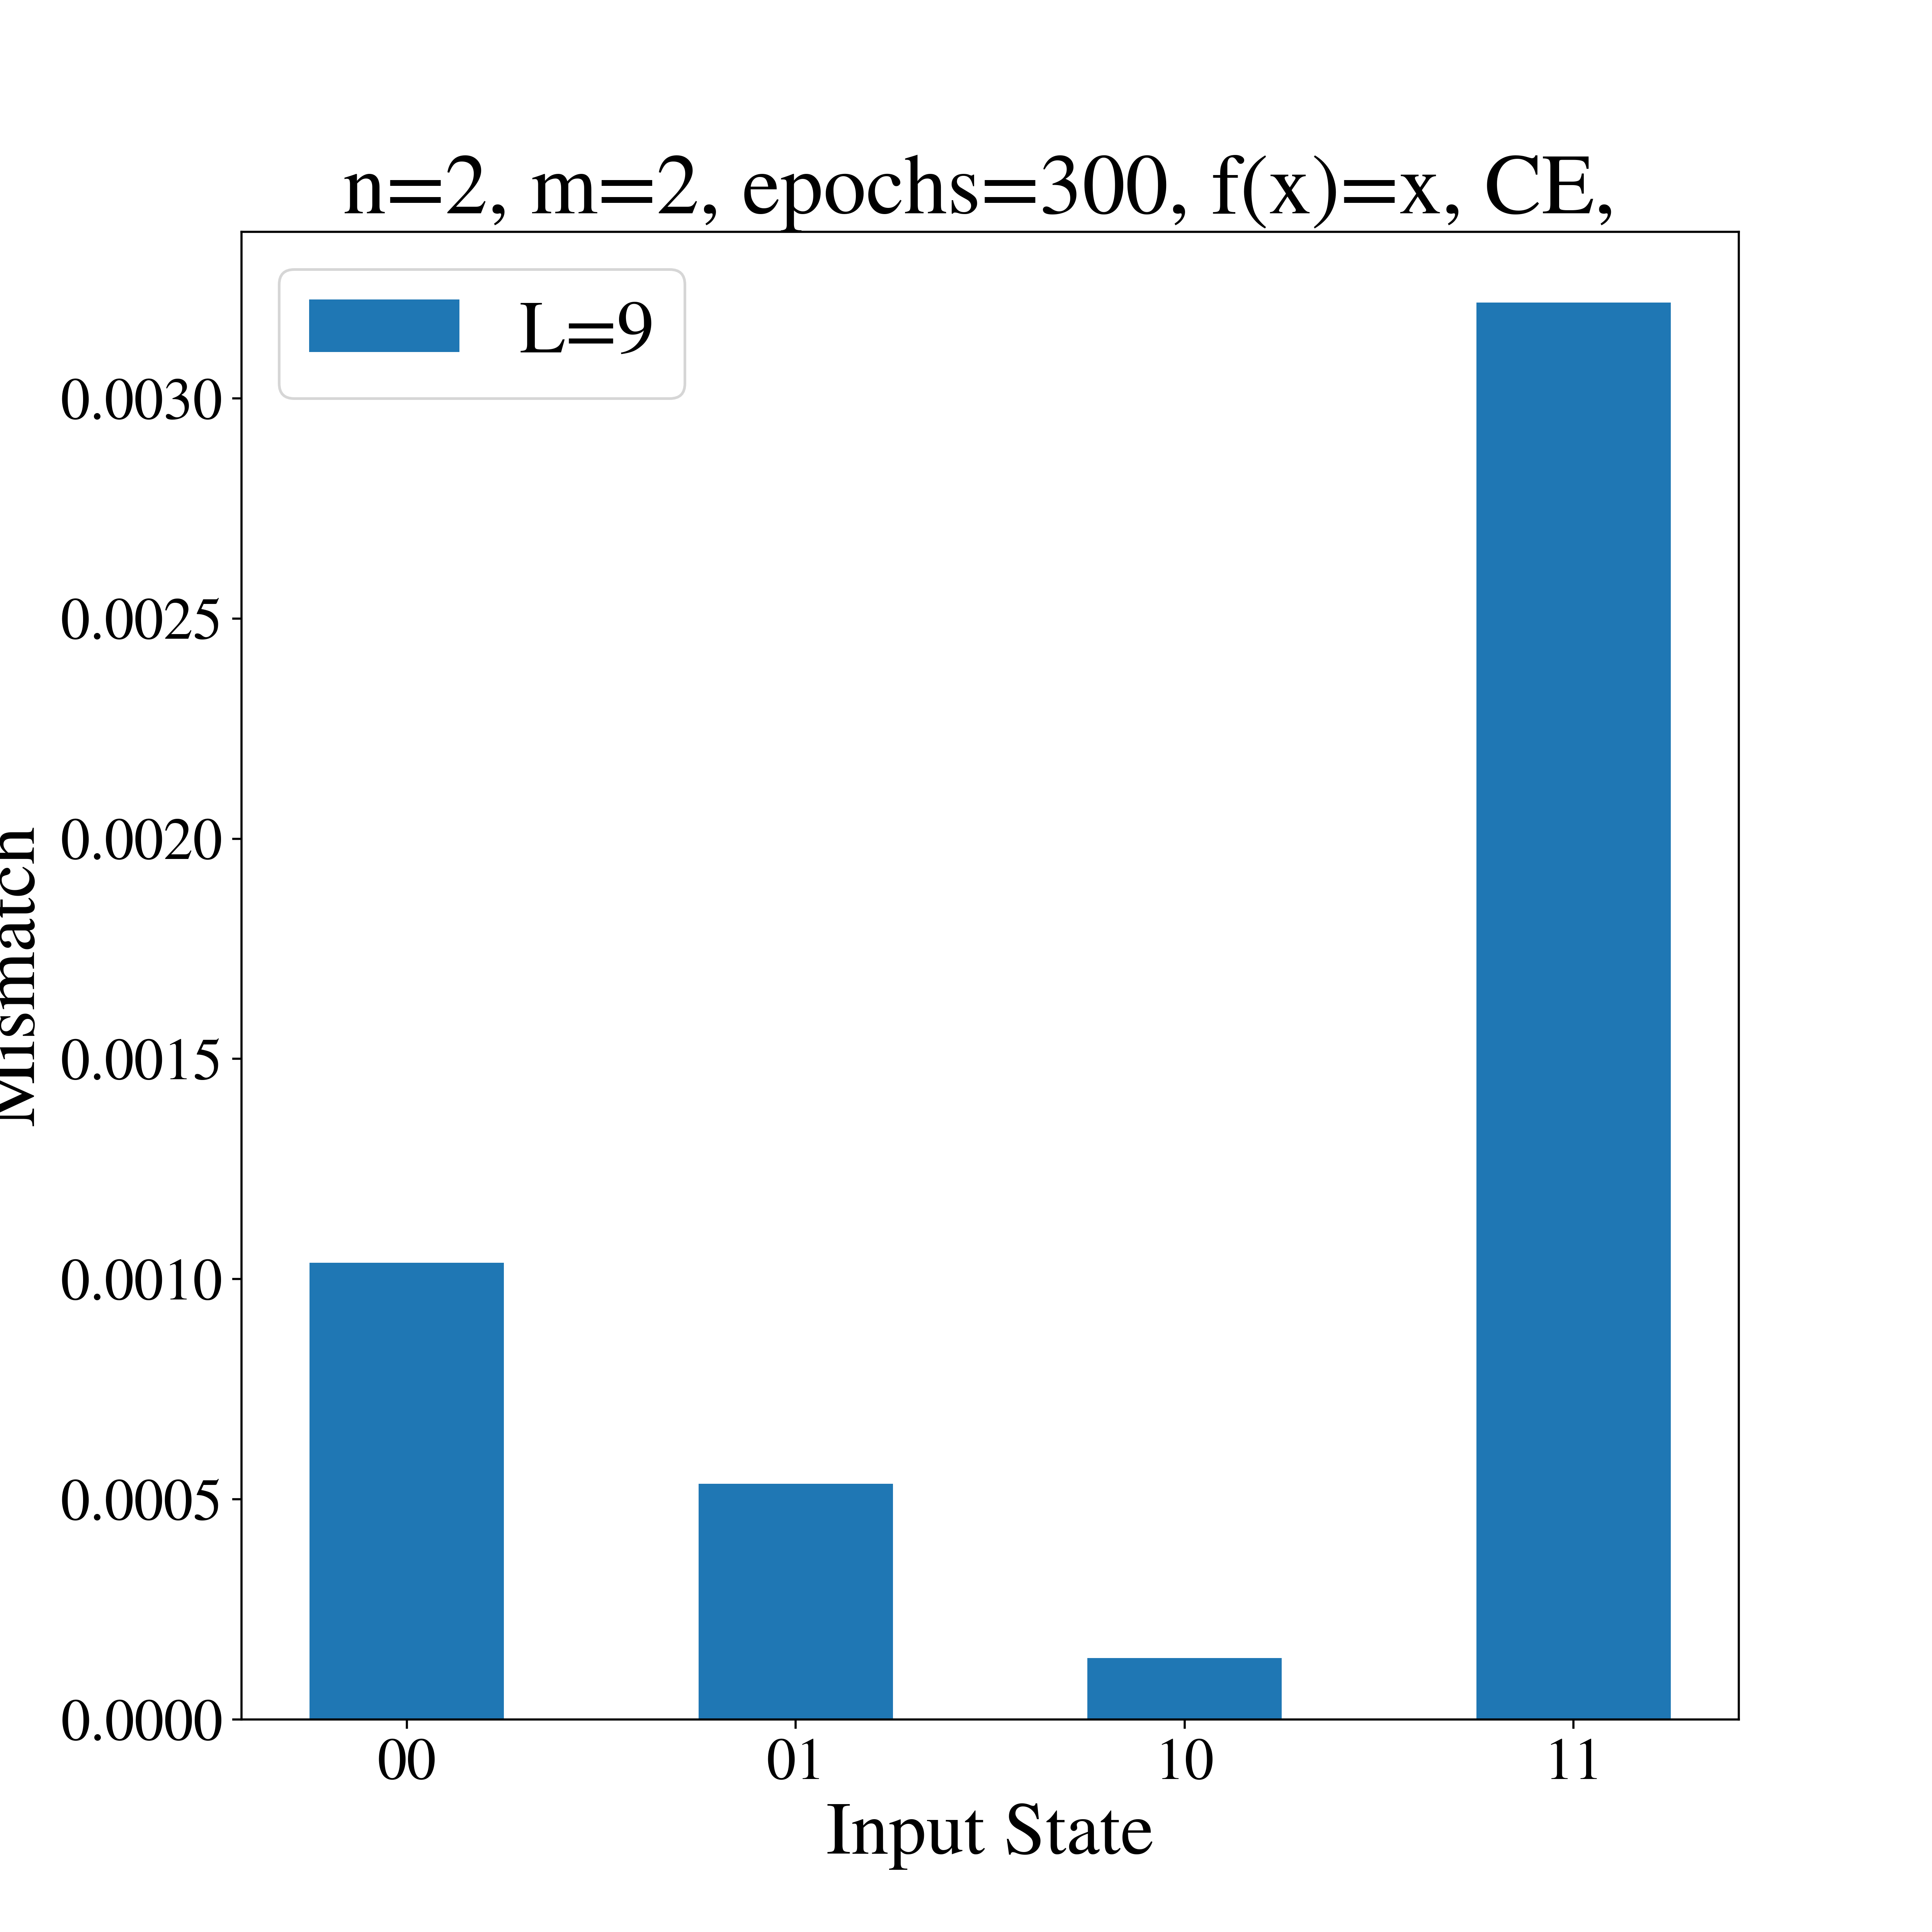 n=2, m=2, epochs=300, f(x)=x, CE,
L=9
0.0030
0.0025
0.0020
0.0015
0.0010
0.0005
0.0000
Mismatch
00 01 10 11
Input State